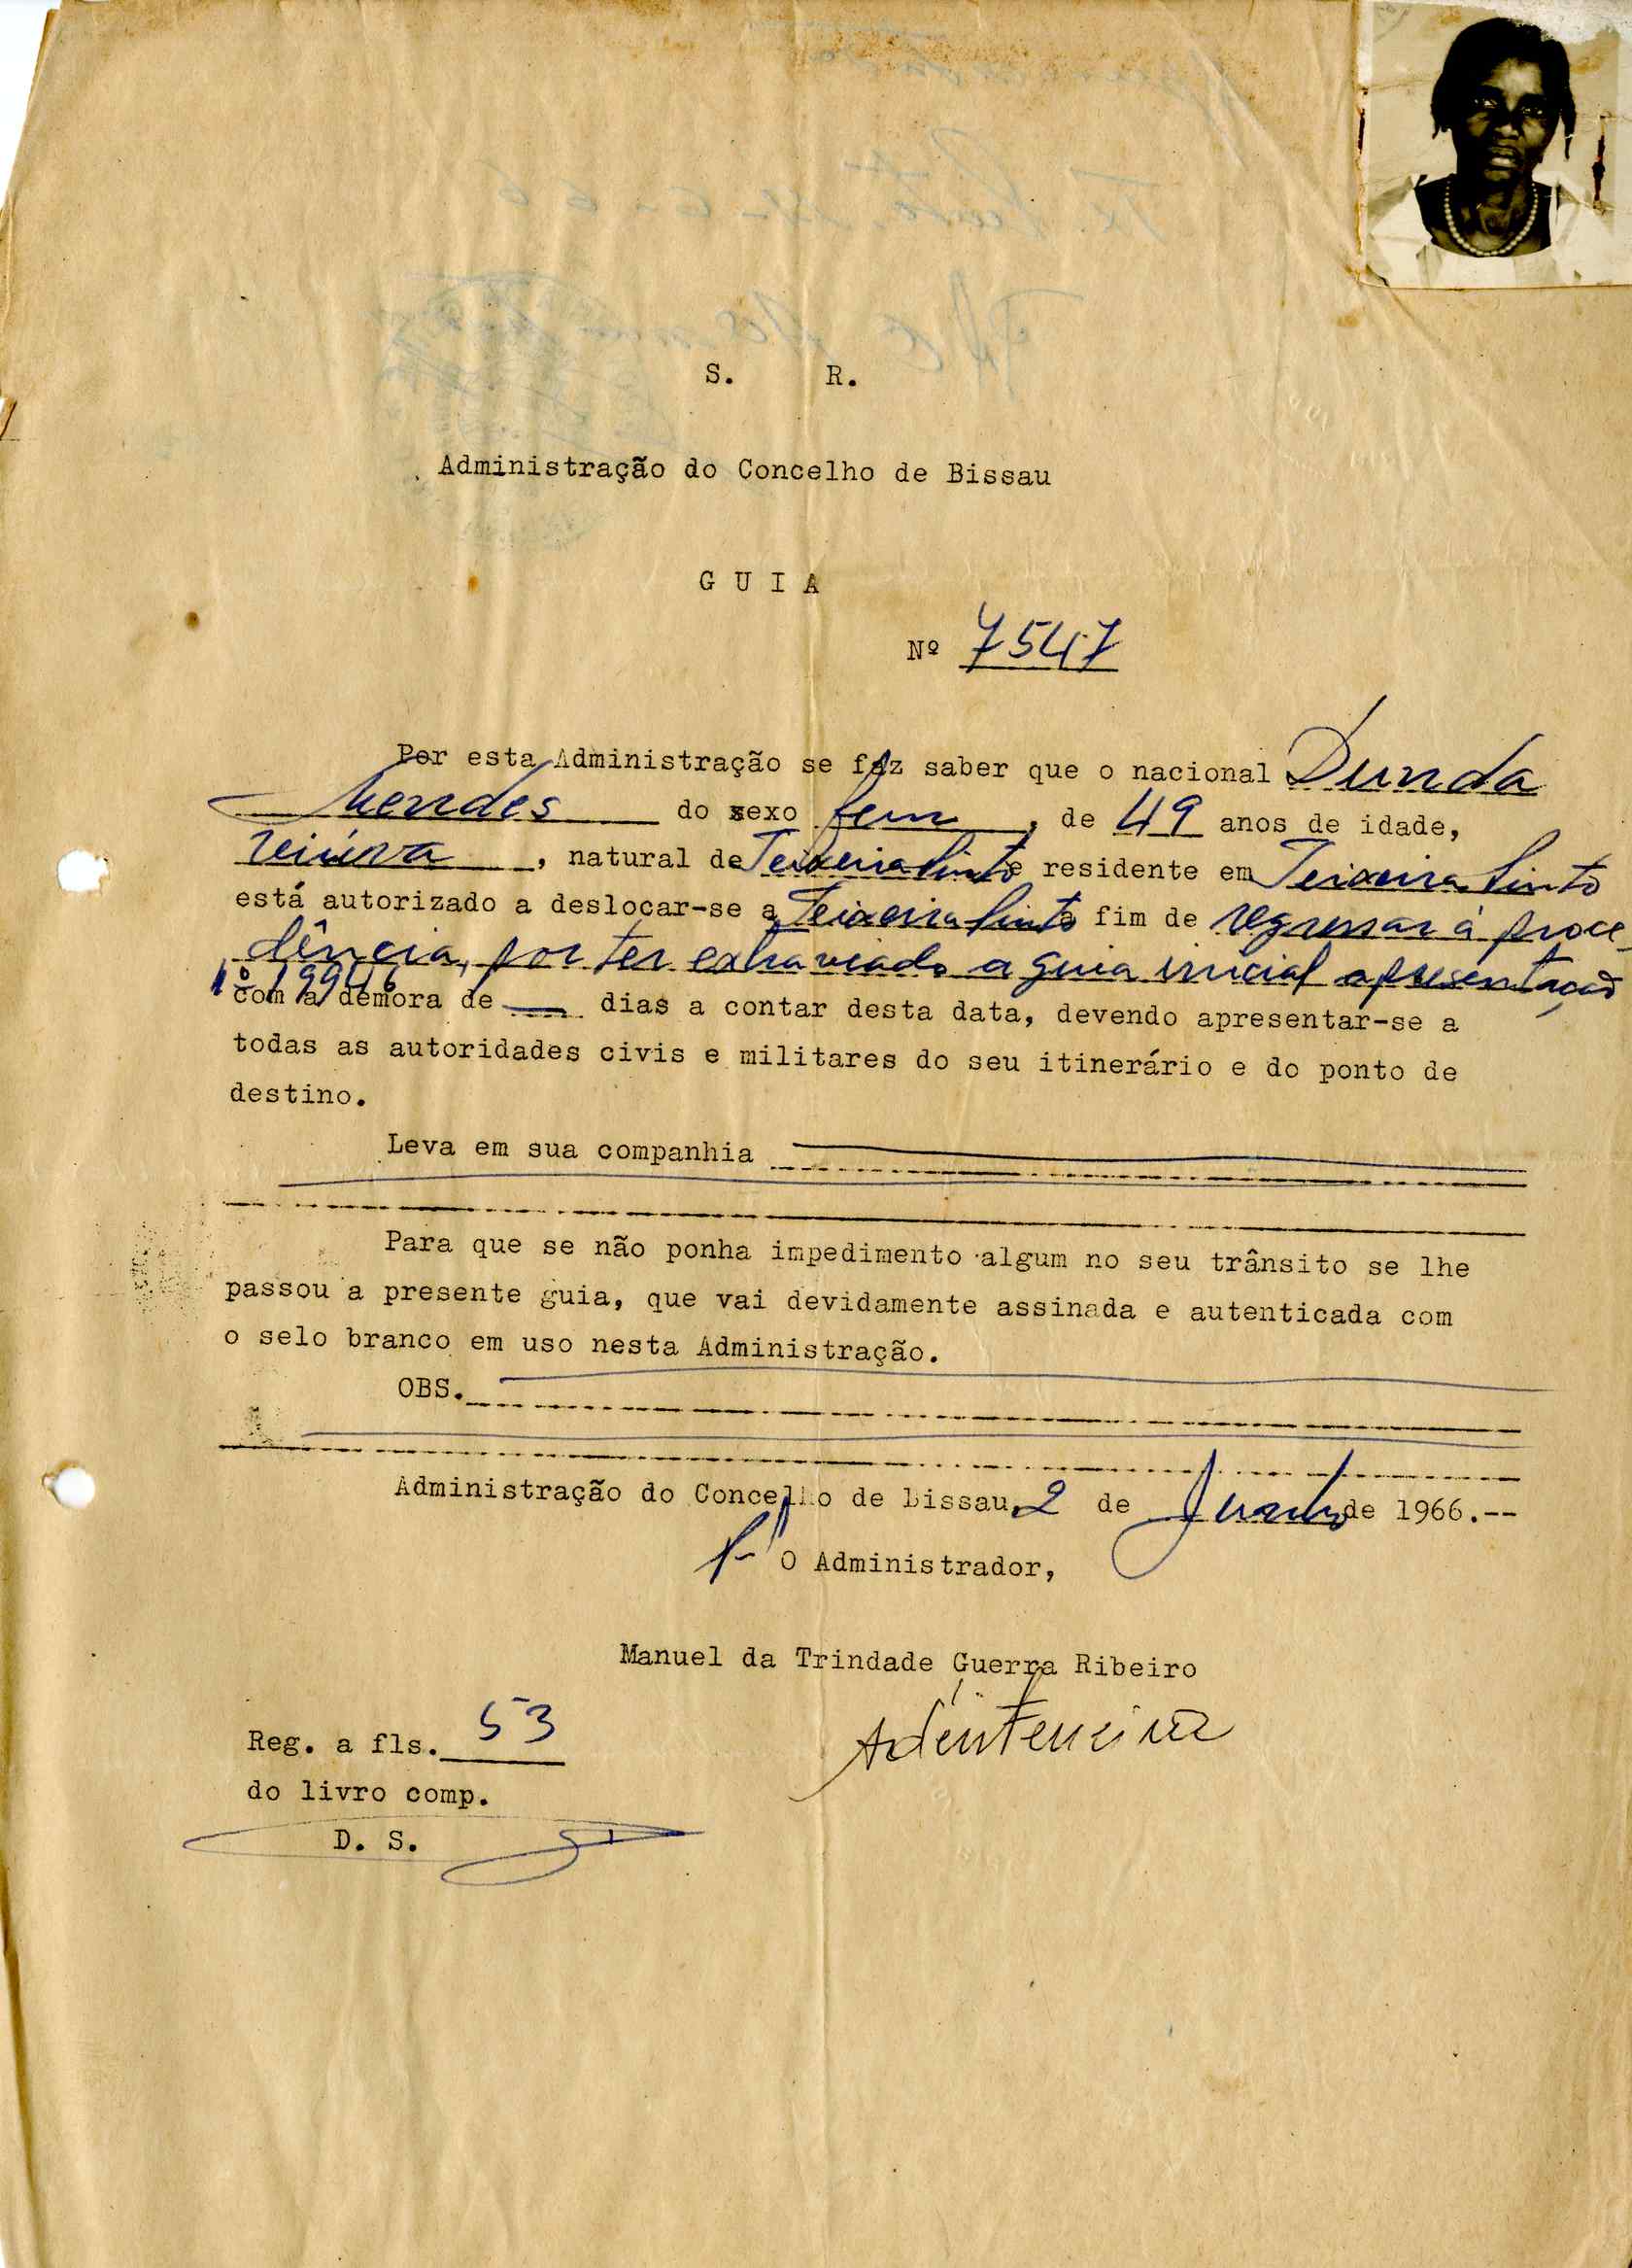 S. R.
Administração do Concelho de Bissau
G U I A
Nº 7547
Por esta Administração se faz saber que o nacional Dunda
Mendes do sexo fem, de 49 anos de idade,
viúva, natural de Teixeira Pinto e residente em Teixeira Pinto
está autorizado a deslocar-se a Teixeira Pinto a fim de regressar à proce
dência, por ter extraviado a guia inicial apresentação
com a demora de dias a contar desta data, devendo apresentar-se a
todas as autoridades civis e militares do seu itinerário e do ponto de
destino.
Leva em sua companhia
Para que se não ponha impedimento algum no seu trânsito se lhe
passou a presente guia, que vai devidamente assinada e autenticada com
o selo branco em uso nesta Administração.
OBS.
Administração do Concelho de Bissau, 2 de Junho de 1966.--
O Administrador,
Manuel da Trindade Guerra Ribeiro
Reg. a fls. 53
do livro comp.
D. S.